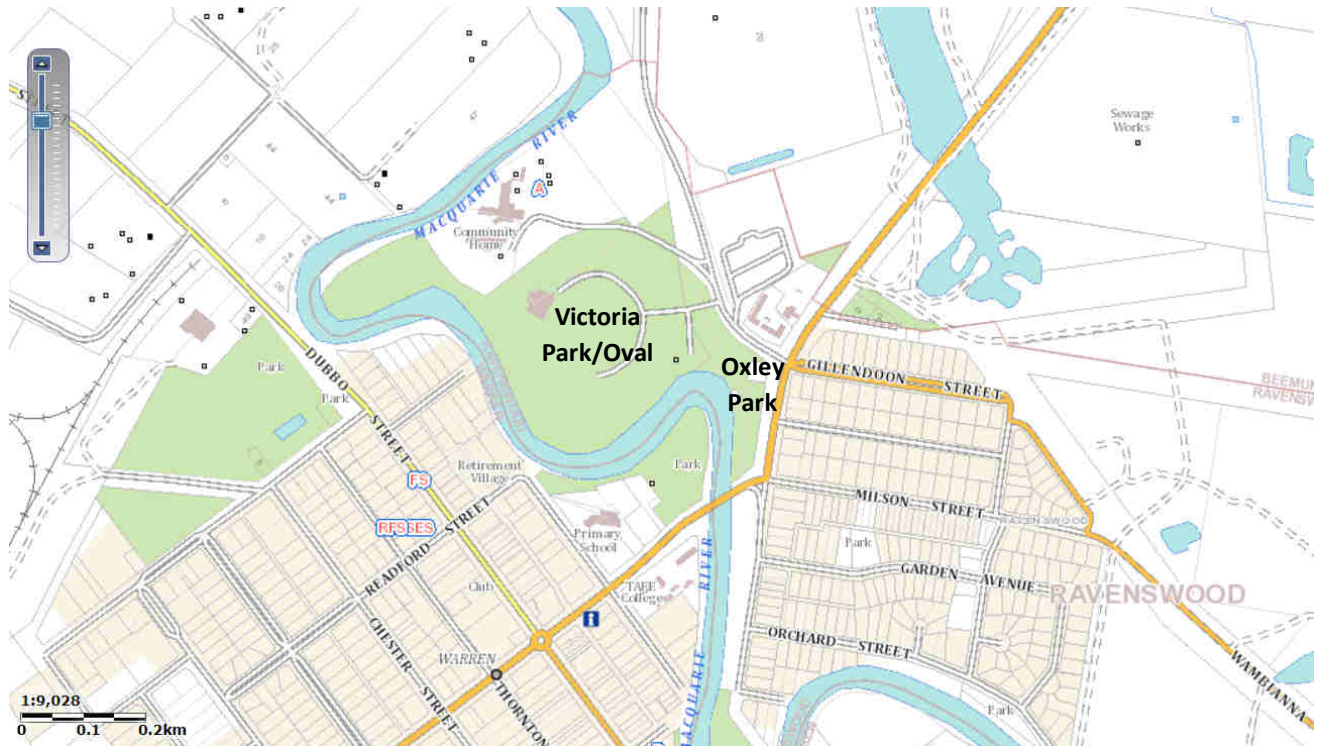 Sewage
Works
MACQUARIE RIVER
A
Community
Home
Victoria
Park/Oval
Oxley
Park
GILLENDOON STREET
Park
DUBBO STREET
Park
BEEMUN
RAVENSW
FS
Retirement
Village
Park
RFSSES
READFORD STREET
Primary
School
MILSON STREET
RAVENSWOOD
Park
Club
TAFE
College
GARDEN AVENUE
RAVENSWOOD
i
CHESTER STREET
MACQUARIE RIVER
ORCHARD STREET
WARREN
THORNTON
WAMBIANNA
Park
1:9,028
0 0.1 0.2km